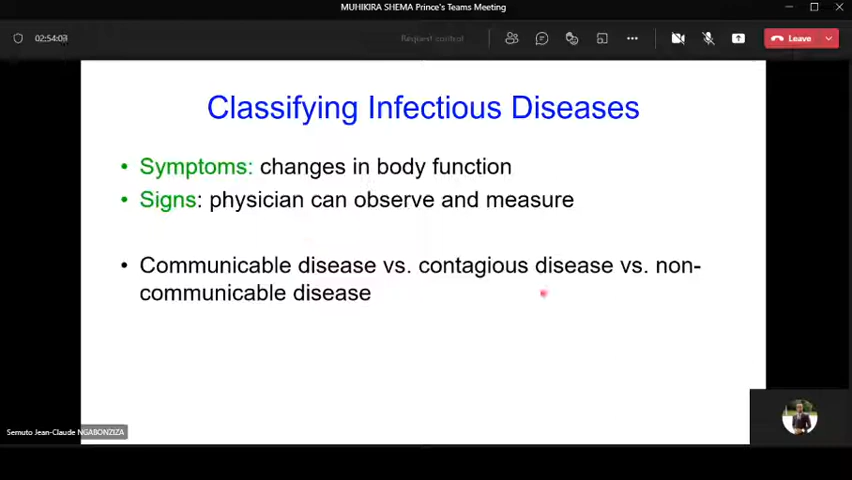 MUHIKIRA SHEMA Prince's Teams Meeting
02:54:03
Request control
Leave
Classifying Infectious Diseases
• Symptoms: changes in body function
• Signs: physician can observe and measure
• Communicable disease vs. contagious disease vs. non-
communicable disease
Semuto Jean-Claude NGABONZIZA